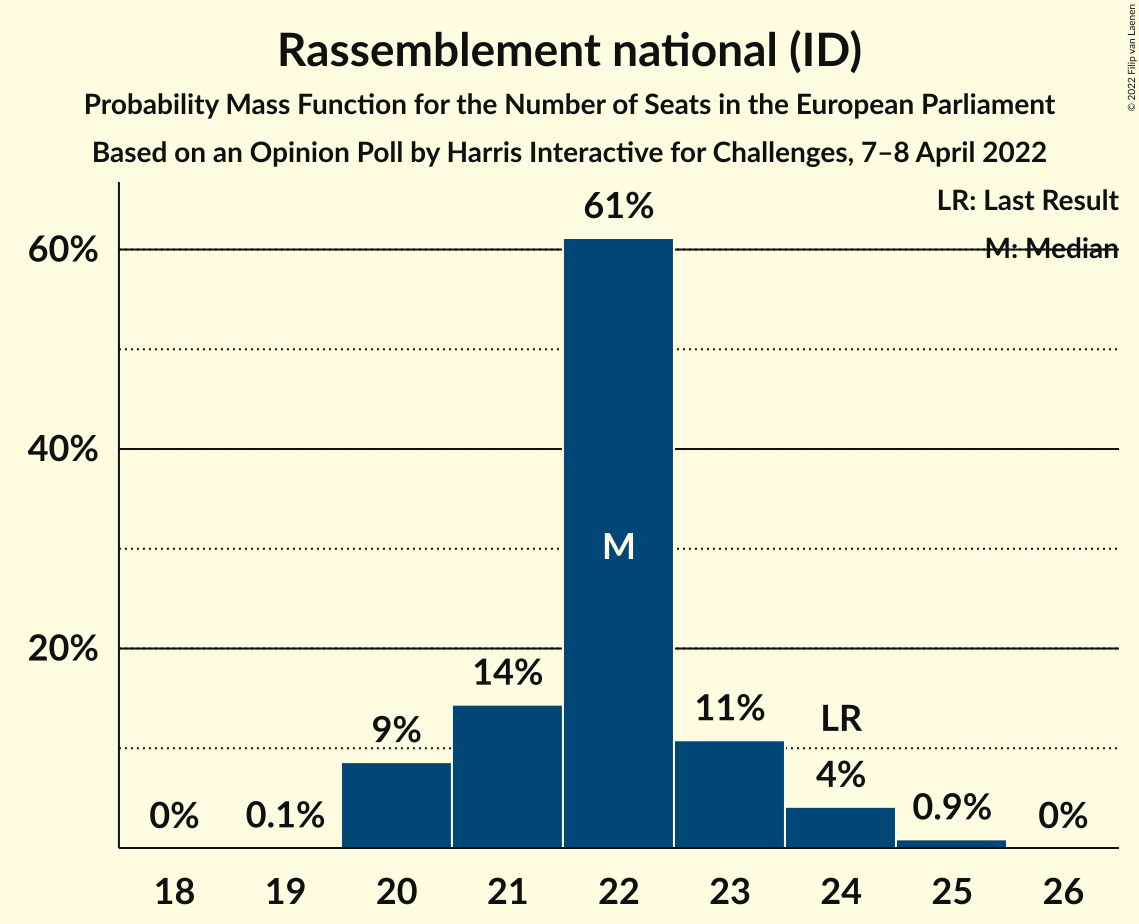 Rassemblement national (ID)
Probability Mass Function for the Number of Seats in the European Parliament
Based on an Opinion Poll by Harris Interactive for Challenges, 7–8 April 2022
© 2022 Filip van Laenen
LR: Last Result
M: Median
60%
40%
20%
0%
0.1%
9%
14%
61%
M
11%
LR
4%
0.9%
0%
18 19 20 21 22 23 24 25 26